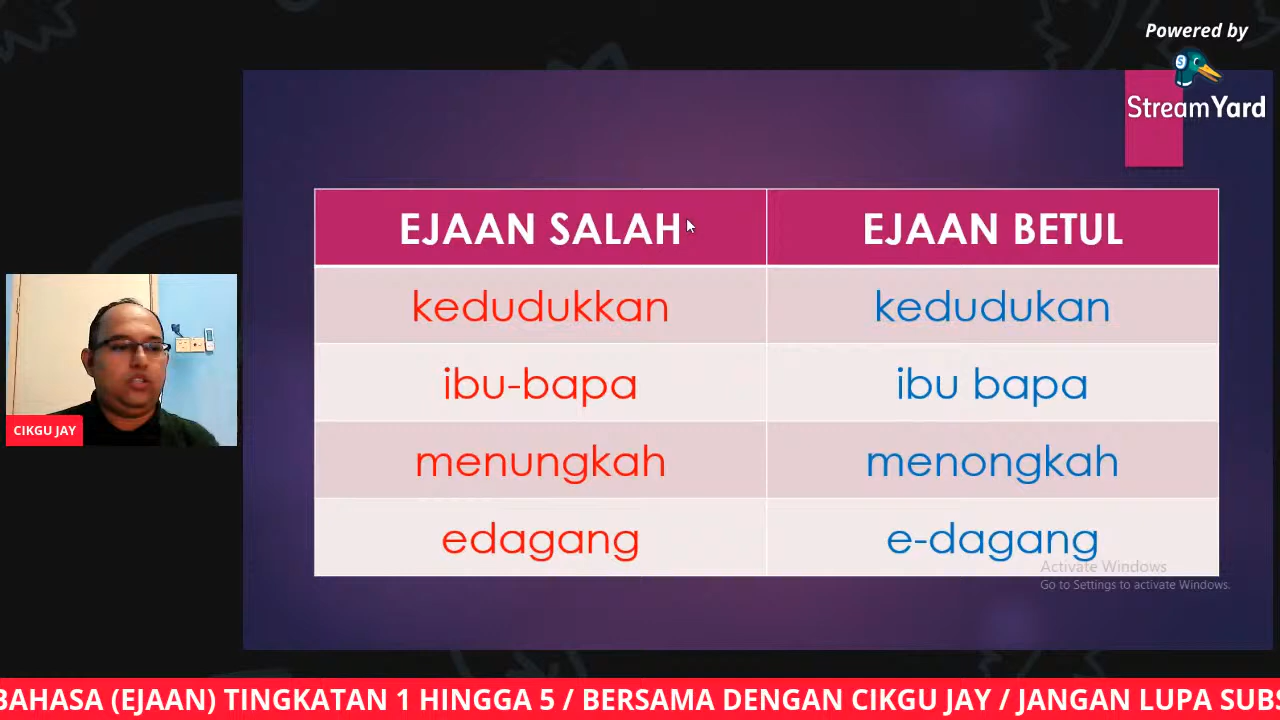 Powered by
StreamYard
EJAAN SALAH EJAAN BETUL
kedudukkan kedudukan
ibu-bapa ibu bapa
menungkah menongkah
edagang e-dagang
Activate Windows
Go to Settings to activate Windows.
CIKGU JAY
BAHASA (EJAAN) TINGKATAN 1 HINGGA 5 / BERSAMA DENGAN CIKGU JAY / JANGAN LUPA SUBS